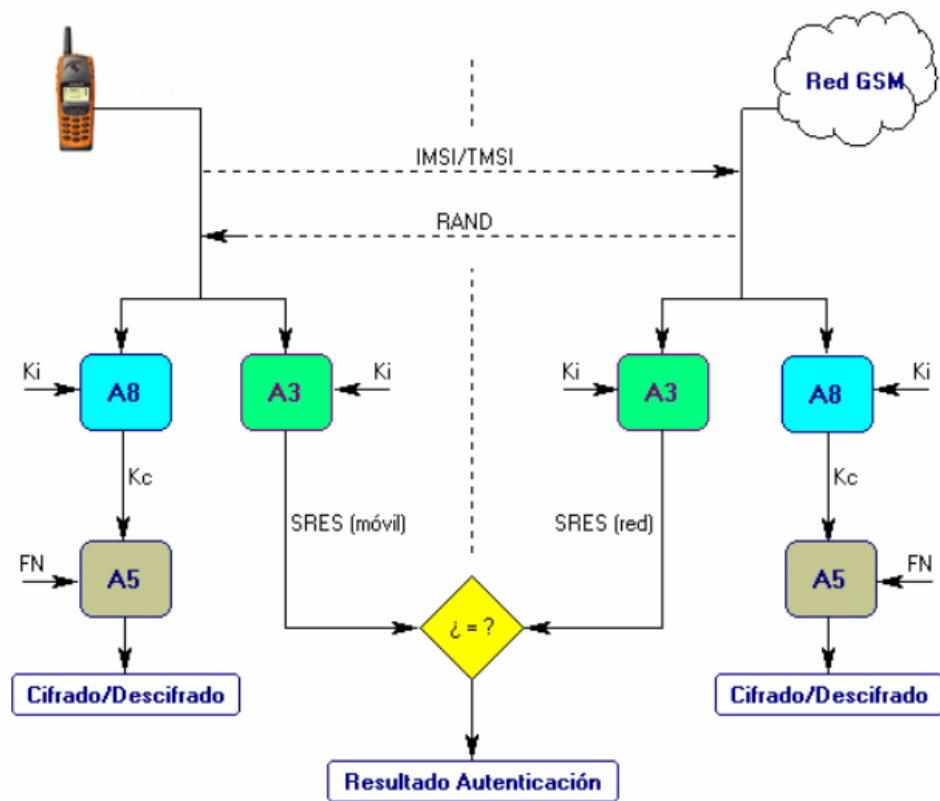 Red GSM
IMSI/TMSI
RAND
Ki
A8
A3
Ki
Ki
A3
A8
Ki
Kc
Kc
SRES (móvil)
SRES (red)
FN
A5
¿ = ?
A5
FN
Cifrado/Descifrado
Cifrado/Descifrado
Resultado Autenticación